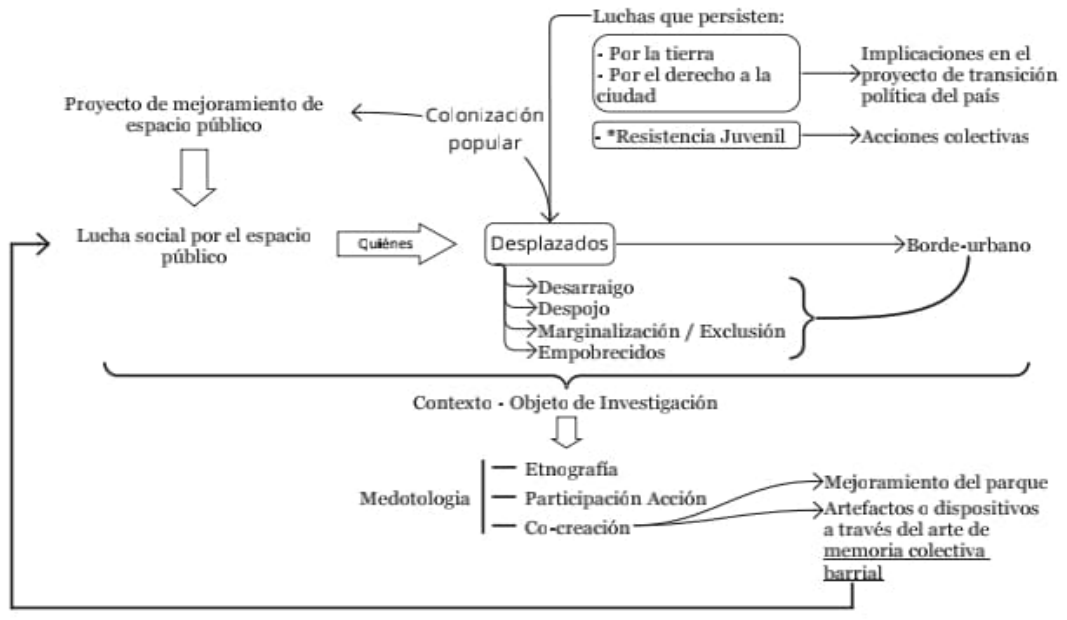 Luchas que persisten:
- Por la tierra
- Por el derecho a la
ciudad
Implicaciones en el
proyecto de transición
política del país
- *Resistencia Juvenil
Acciones colectivas
Proyecto de mejoramiento de
espacio público
Colonización
popular
Lucha social por el espacio
público
Quiénes
Desplazados
Borde-urbano
Desarraigo
Despojo
Marginalización / Exclusión
Empobrecidos
Contexto - Objeto de Investigación
Medotologia
Etnografía
Participación Acción
Co-creación
Mejoramiento del parque
Artefactos o dispositivos
a través del arte de
memoria colectiva
barrial